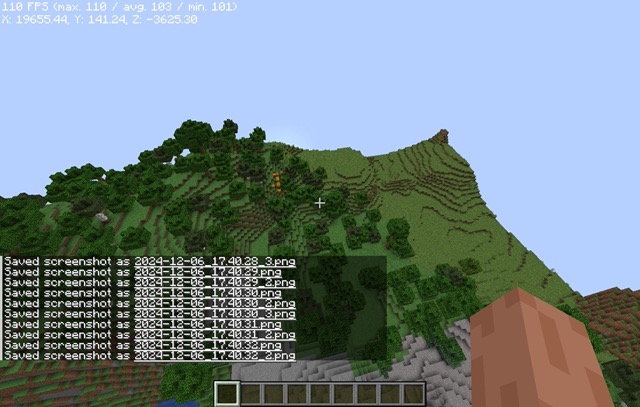 110 FPS (max. 110 / avg. 103 / min. 101)
X: 19655.44, Y: 141.24, Z: -3625.30
Saved screenshot as 2024-12-06_17.40.28_3.png
Saved screenshot as 2024-12-06_17.40.29.png
Saved screenshot as 2024-12-06_17.40.29_2.png
Saved screenshot as 2024-12-06_17.40.30.png
Saved screenshot as 2024-12-06_17.40.30_2.png
Saved screenshot as 2024-12-06_17.40.30_3.png
Saved screenshot as 2024-12-06_17.40.31.png
Saved screenshot as 2024-12-06_17.40.31_2.png
Saved screenshot as 2024-12-06_17.40.32.png
Saved screenshot as 2024-12-06_17.40.32_2.png